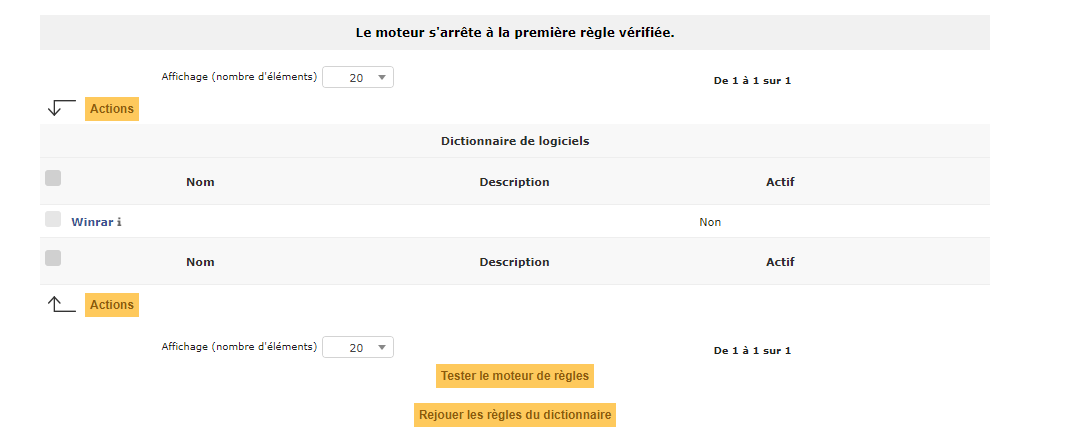 Le moteur s'arrête à la première règle vérifiée.
Affichage (nombre d'éléments) 20 De 1 à 1 sur 1
Actions
Dictionnaire de logiciels
Nom Description Actif
Winrar i Non
Nom Description Actif
Actions
Affichage (nombre d'éléments) 20 De 1 à 1 sur 1
Tester le moteur de règles
Rejouer les règles du dictionnaire